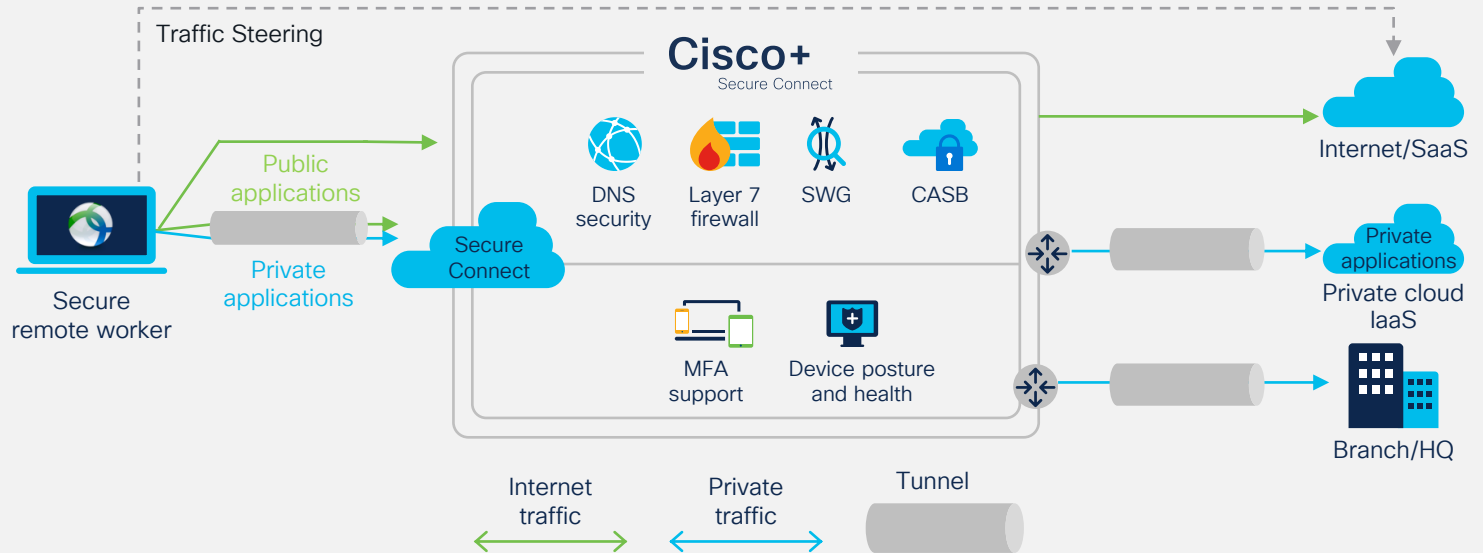 Traffic Steering
Cisco+
Secure Connect
Public
applications
Private
applications
Secure
remote worker
Secure
Connect
DNS
security
Layer 7
firewall
SWG
CASB
MFA
support
Device posture
and health
Internet/SaaS
Private
applications
Private cloud
IaaS
Branch/HQ
Internet
traffic
Private
traffic
Tunnel